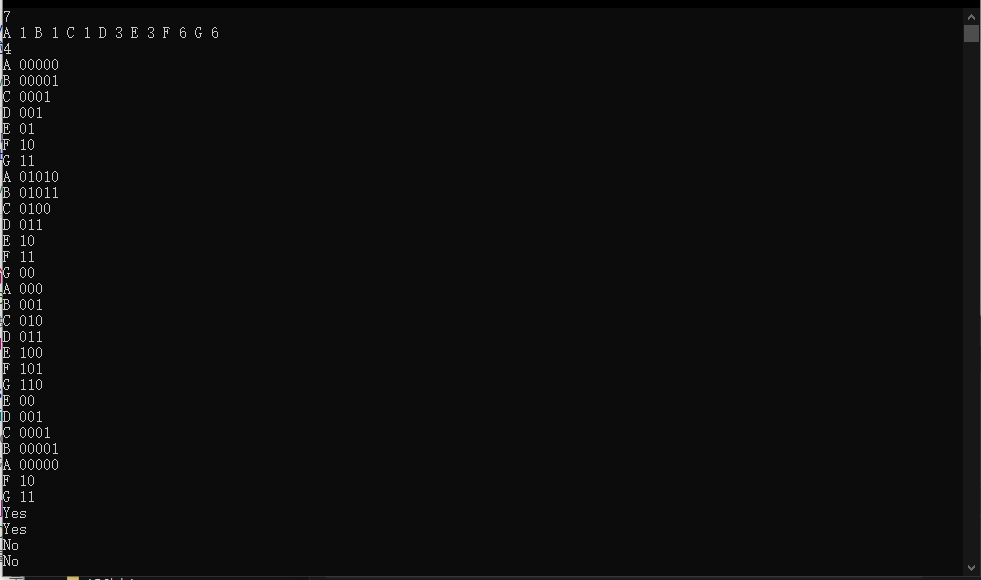 7
A 1 B 1 C 1 D 3 E 3 F 6 G 6
4
A 00000
B 00001
C 0001
D 001
E 01
F 10
G 11
A 01010
B 01011
C 0100
D 011
E 10
F 11
G 00
A 000
B 001
C 010
D 011
E 100
F 101
G 110
E 00
D 001
C 0001
B 00001
A 00000
F 10
G 11
Yes
Yes
No
No